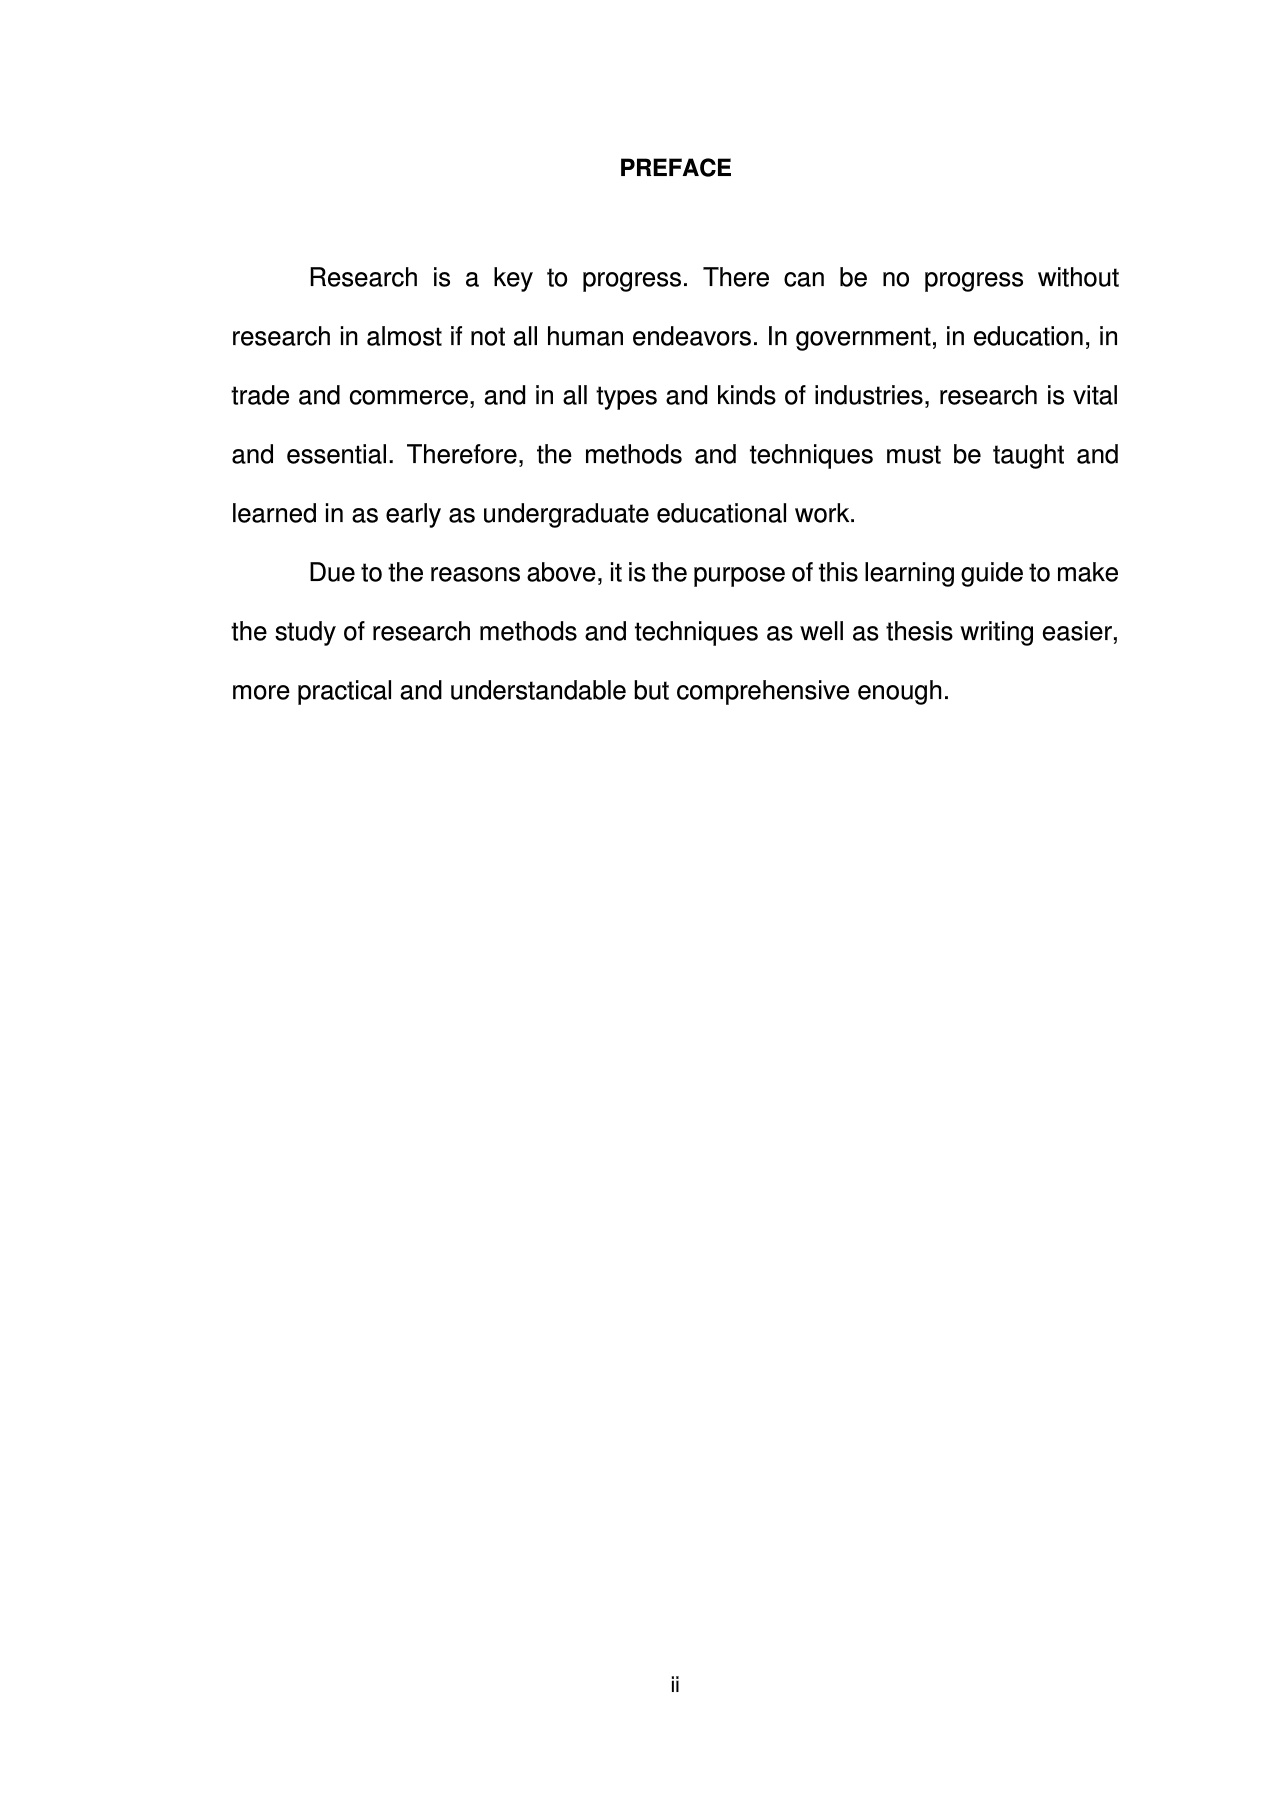 PREFACE
Research is a key to progress. There can be no progress without
research in almost if not all human endeavors. In government, in education, in
trade and commerce, and in all types and kinds of industries, research is vital
and essential. Therefore, the methods and techniques must be taught and
learned in as early as undergraduate educational work.
Due to the reasons above, it is the purpose of this learning guide to make
the study of research methods and techniques as well as thesis writing easier,
more practical and understandable but comprehensive enough.
ii